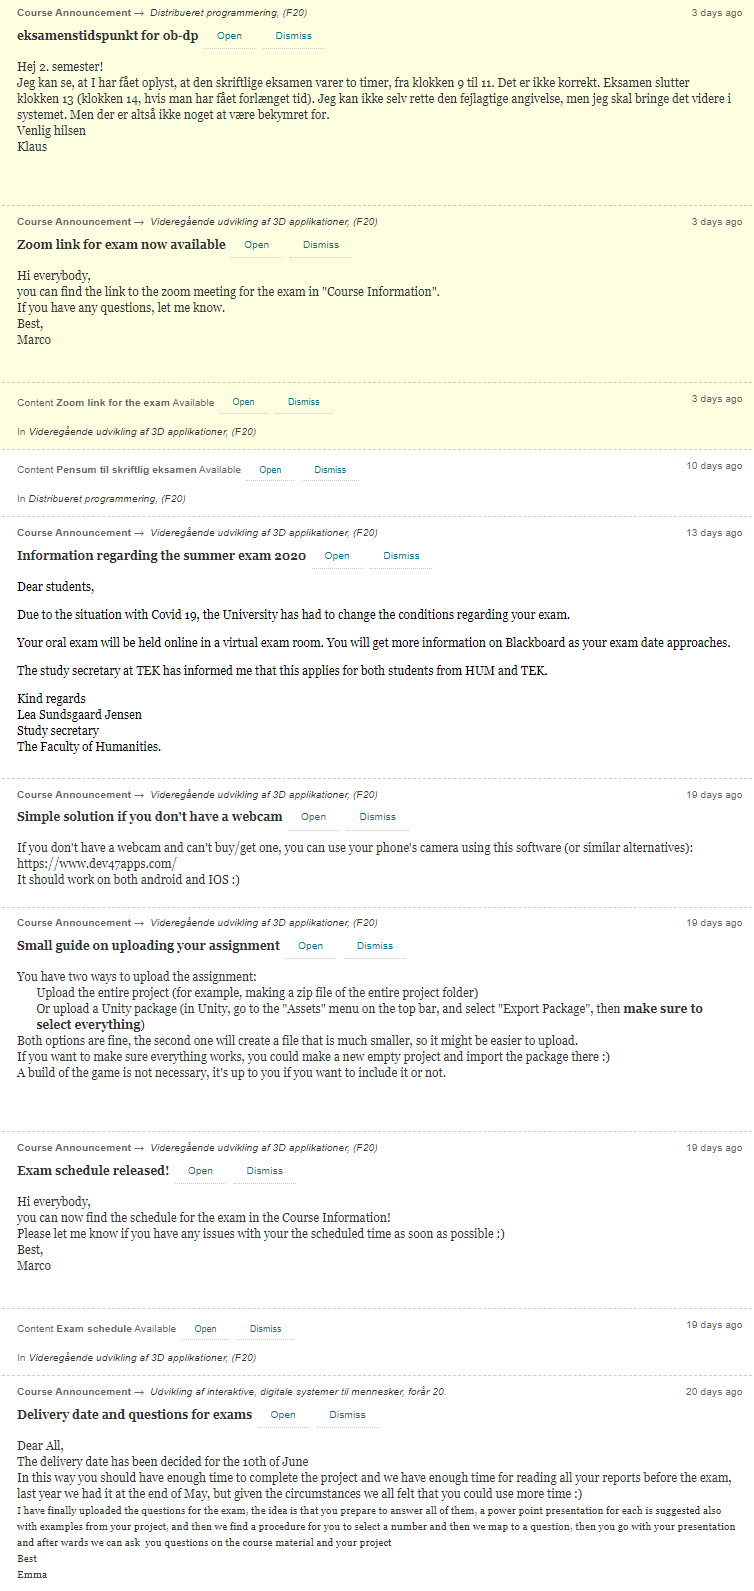 Course Announcement → Distribueret programmering, (F20) 3 days ago
eksamenstidspunkt for ob-dp Open Dismiss
Hej 2. semester!
Jeg kan se, at I har fået oplyst, at den skriftlige eksamen varer to timer, fra klokken 9 til 11. Det er ikke korrekt. Eksamen slutter
klokken 13 (klokken 14, hvis man har fået forlænget tid). Jeg kan ikke selv rette den fejlagtige angivelse, men jeg skal bringe det videre i
systemet. Men der er altså ikke noget at være bekymret for.
Venlig hilsen
Klaus
Course Announcement → Videregående udvikling af 3D applikationer, (F20) 3 days ago
Zoom link for exam now available Open Dismiss
Hi everybody,
you can find the link to the zoom meeting for the exam in "Course Information".
If you have any questions, let me know.
Best,
Marco
Content Zoom link for the exam Available Open Dismiss 3 days ago
In Videregående udvikling af 3D applikationer, (F20)
Content Pensum til skriftlig eksamen Available Open Dismiss 10 days ago
In Distribueret programmering, (F20)
Course Announcement → Videregående udvikling af 3D applikationer, (F20) 13 days ago
Information regarding the summer exam 2020 Open Dismiss
Dear students,
Due to the situation with Covid 19, the University has had to change the conditions regarding your exam.
Your oral exam will be held online in a virtual exam room. You will get more information on Blackboard as your exam date approaches.
The study secretary at TEK has informed me that this applies for both students from HUM and TEK.
Kind regards
Lea Sundsgaard Jensen
Study secretary
The Faculty of Humanities.
Course Announcement → Videregående udvikling af 3D applikationer, (F20) 19 days ago
Simple solution if you don't have a webcam Open Dismiss
If you don't have a webcam and can't buy/get one, you can use your phone's camera using this software (or similar alternatives):
https://www.dev47apps.com/
It should work on both android and IOS :)
Course Announcement → Videregående udvikling af 3D applikationer, (F20) 19 days ago
Small guide on uploading your assignment Open Dismiss
You have two ways to upload the assignment:
Upload the entire project (for example, making a zip file of the entire project folder)
Or upload a Unity package (in Unity, go to the "Assets" menu on the top bar, and select "Export Package", then make sure to
select everything)
Both options are fine, the second one will create a file that is much smaller, so it might be easier to upload.
If you want to make sure everything works, you could make a new empty project and import the package there :)
A build of the game is not necessary, it's up to you if you want to include it or not.
Course Announcement → Videregående udvikling af 3D applikationer, (F20) 19 days ago
Exam schedule released! Open Dismiss
Hi everybody,
you can now find the schedule for the exam in the Course Information!
Please let me know if you have any issues with your the scheduled time as soon as possible :)
Best,
Marco
Content Exam schedule Available Open Dismiss 19 days ago
In Videregående udvikling af 3D applikationer, (F20)
Course Announcement → Udvikling af interaktive, digitale systemer til mennesker, forår 20. 20 days ago
Delivery date and questions for exams Open Dismiss
Dear All,
The delivery date has been decided for the 10th of June
In this way you should have enough time to complete the project and we have enough time for reading all your reports before the exam,
last year we had it at the end of May, but given the circumstances we all felt that you could use more time :)
I have finally uploaded the questions for the exam, the idea is that you prepare to answer all of them, a power point presentation for each is suggested also
with examples from your project, and then we find a procedure for you to select a number and then we map to a question, then you go with your presentation
and after wards we can ask you questions on the course material and your project
Best
Emma